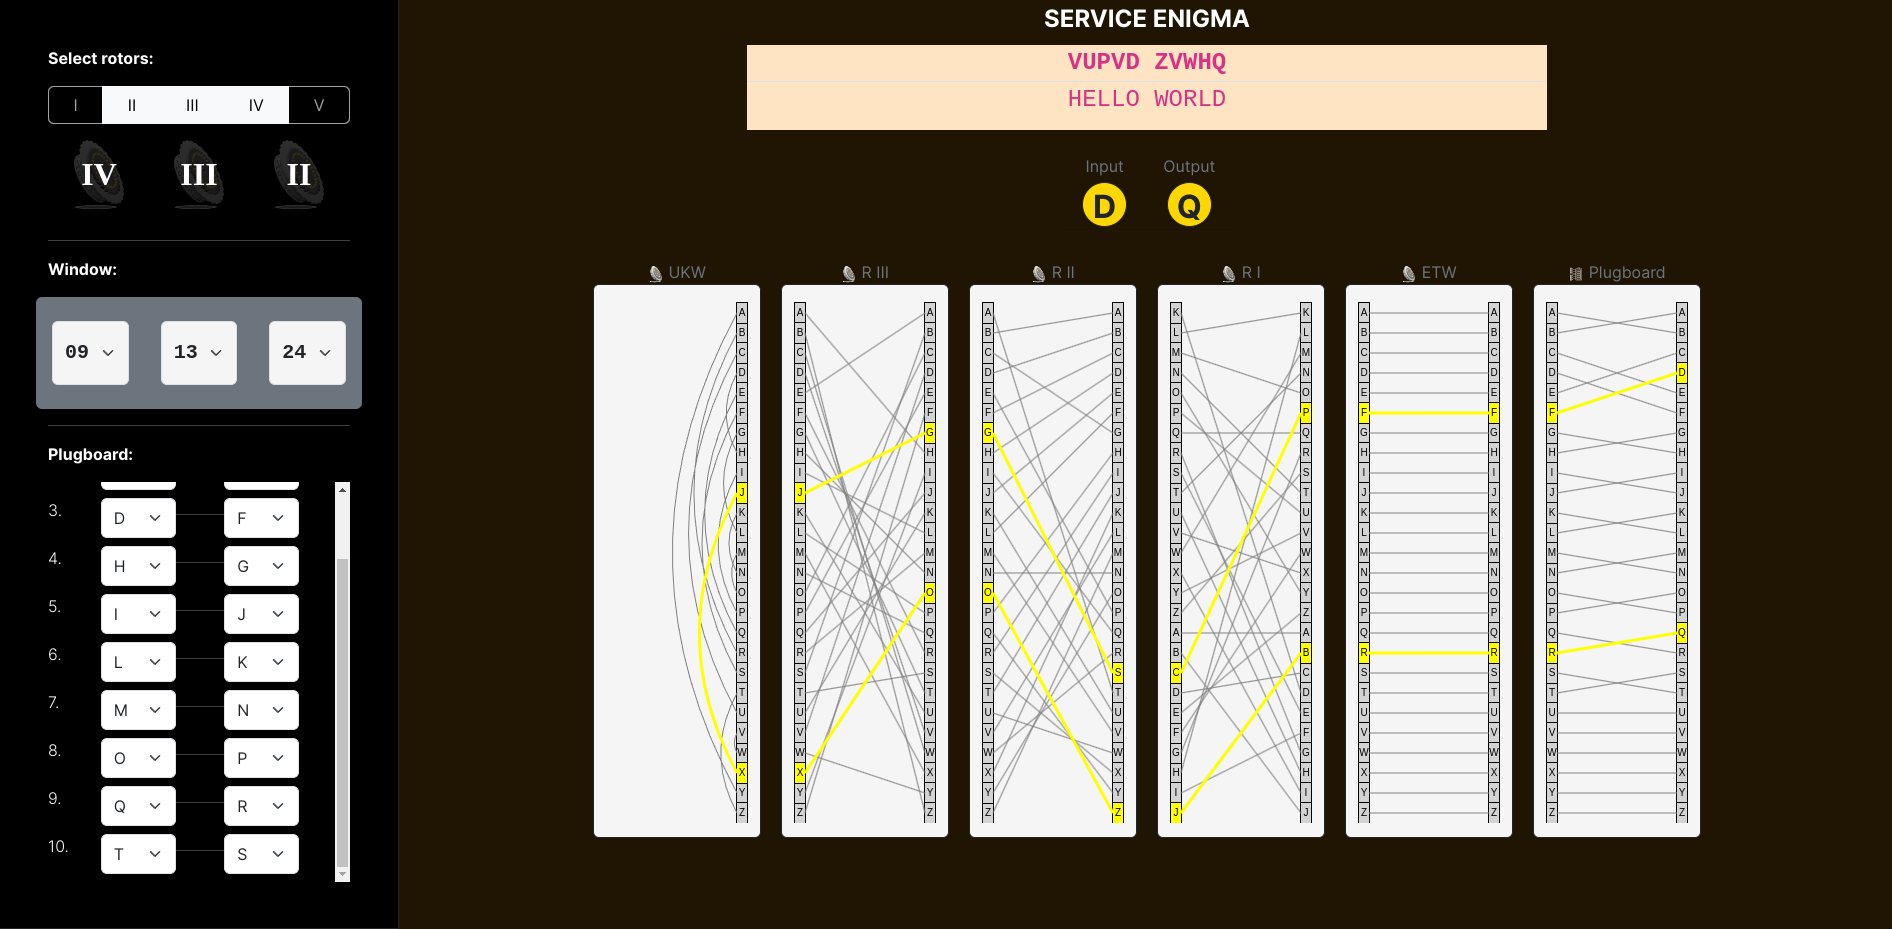 Select rotors:
I II III IV V
IV III II
Window:
09 13 24
Plugboard:
3. D F
4. H G
5. I J
6. L K
7. M N
8. O P
9. Q R
10. T S
SERVICE ENIGMA
VUPVD ZVWHQ
HELLO WORLD
Input Output
D Q
UKW R III R II R I ETW Plugboard
A A A A A K K A A A A
B B B B B L L B B B B
C C C C C M M C C C C
D D D D D N N D D D D
E E E E E O O E E E E
F F F F F P P F F F F
G G G G G Q Q G G G G
H H H H H R R H H H H
I I I I I S S I I I I
J J J J J T T J J J J
K K K K K U U K K K K
L L L L L V V L L L L
M M M M M W W M M M M
N N N N N X X N N N N
O O O O O Y Y O O O O
P P P P P Z Z P P P P
Q Q Q Q Q A A Q Q Q Q
R R R R R B B R R R R
S S S S S C C S S S S
T T T T T D D T T T T
U U U U U E E U U U U
V V V V V F F V V V V
W W W W W G G W W W W
X X X X X H H X X X X
Y Y Y Y Y I I Y Y Y Y
Z Z Z Z Z J J Z Z Z Z